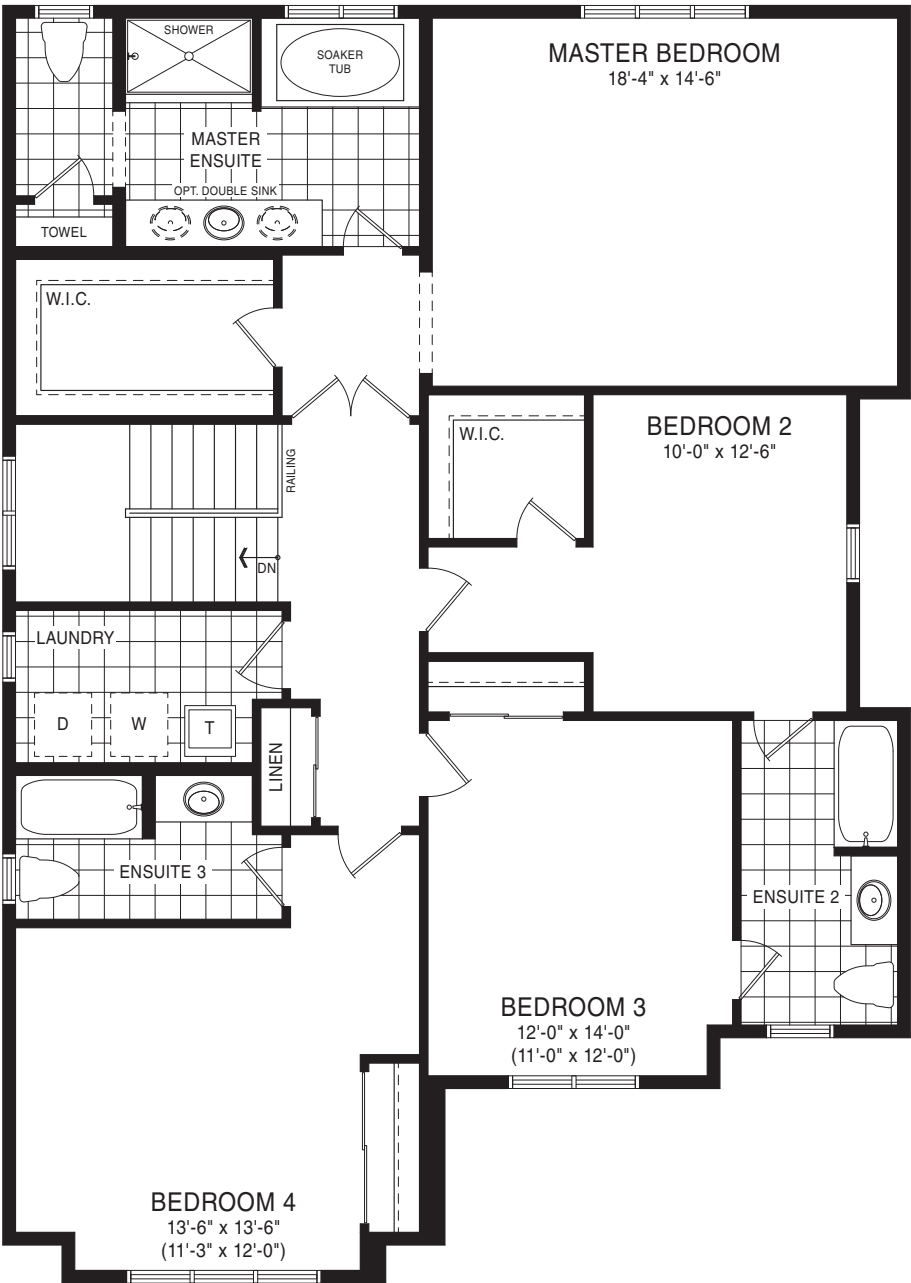 SHOWER
SOAKER
TUB
MASTER BEDROOM
18'-4" x 14'-6"
MASTER
ENSUITE
OPT. DOUBLE SINK
TOWEL
W.I.C.
W.I.C.
BEDROOM 2
10'-0" x 12'-6"
RAILING
DN
LAUNDRY
D
W
T
LINEN
ENSUITE 3
ENSUITE 2
BEDROOM 3
12'-0" x 14'-0"
(11'-0" x 12'-0")
BEDROOM 4
13'-6" x 13'-6"
(11'-3" x 12'-0")